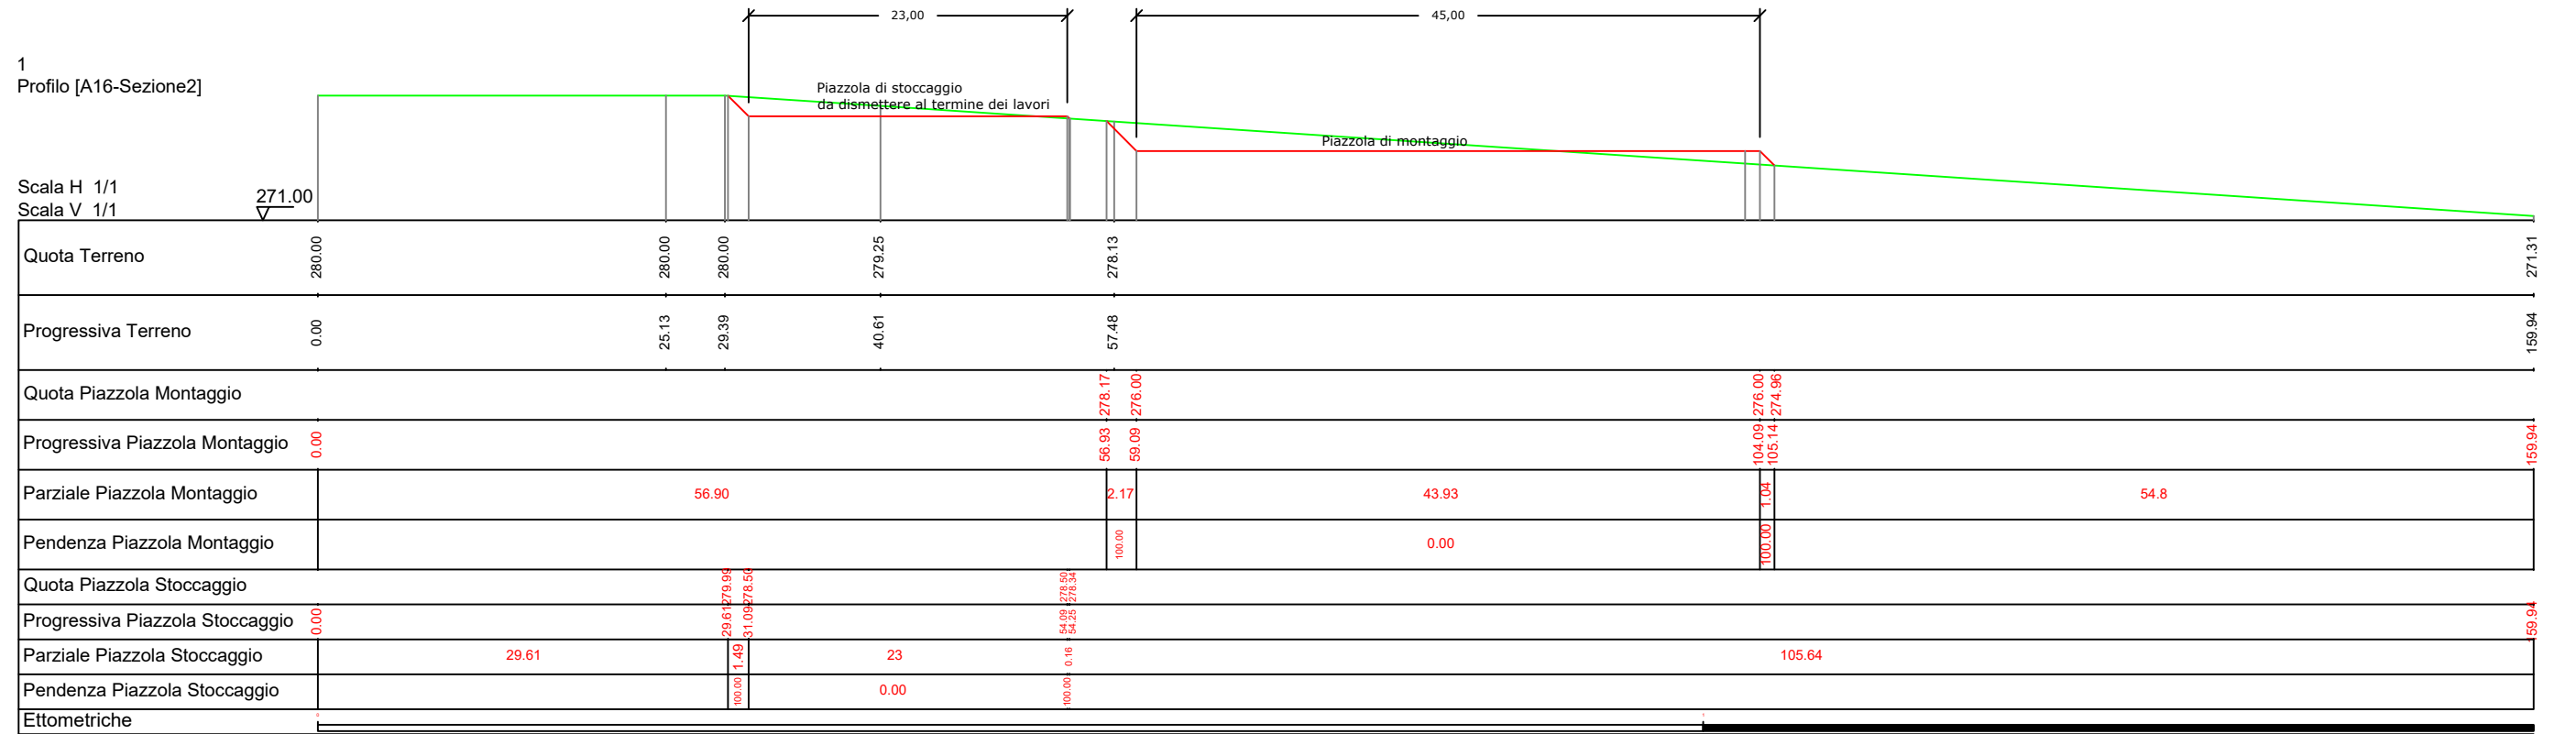 23,00
45,00
1
Profilo [A16-Sezione2]
Piazzola di stoccaggio
da dismettere al termine dei lavori
Piazzola di montaggio
Scala H 1/1
Scala V 1/1
271.00
Quota Terreno 280.00 280.00 280.00 279.25 278.13 271.31
Progressiva Terreno 0.00 25.13 29.39 40.61 57.48 159.94
Quota Piazzola Montaggio 278.17 276.00 276.00 274.96
Progressiva Piazzola Montaggio 0.00 56.93 59.09 104.09 105.14 159.94
Parziale Piazzola Montaggio 56.90 2.17 43.93 1.04 54.8
Pendenza Piazzola Montaggio 100.00 0.00 100.00
Quota Piazzola Stoccaggio 279.99 278.50 278.50 278.34
Progressiva Piazzola Stoccaggio 0.00 29.61 31.09 54.09 54.25 159.94
Parziale Piazzola Stoccaggio 29.61 1.49 23 0.16 105.64
Pendenza Piazzola Stoccaggio 100.00 0.00 100.00
Ettometriche